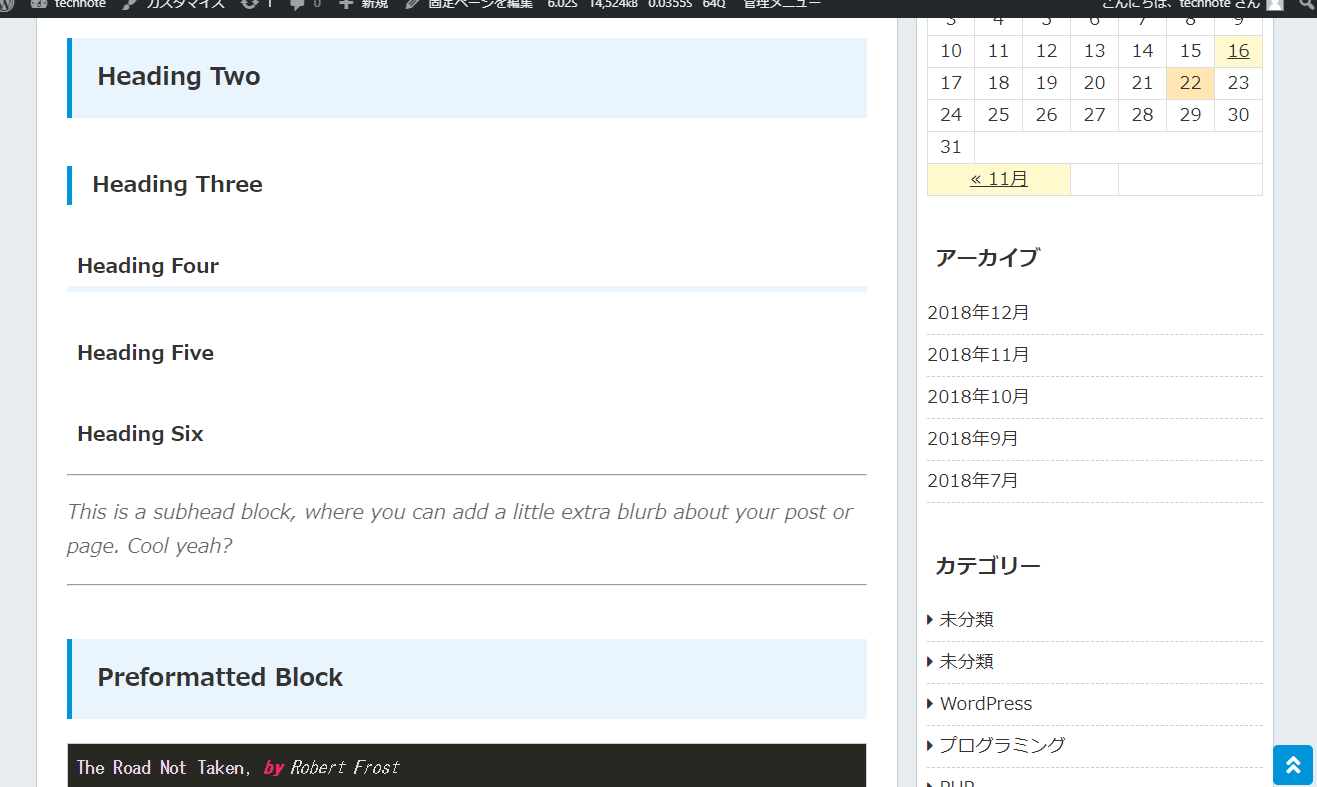 technote カスタマイズ 1 0 新規 固定ページを編集 6.02s 14,524kB 0.0355s 64Q 管理メニュー こんにちは、technote さん
Heading Two
Heading Three
Heading Four
Heading Five
Heading Six
This is a subhead block, where you can add a little extra blurb about your post or
page. Cool yeah?
Preformatted Block
The Road Not Taken, by Robert Frost
3 4 5 6 7 8 9
10 11 12 13 14 15 16
17 18 19 20 21 22 23
24 25 26 27 28 29 30
31
« 11月
アーカイブ
2018年12月
2018年11月
2018年10月
2018年9月
2018年7月
カテゴリー
未分類
未分類
WordPress
プログラミング
PHP